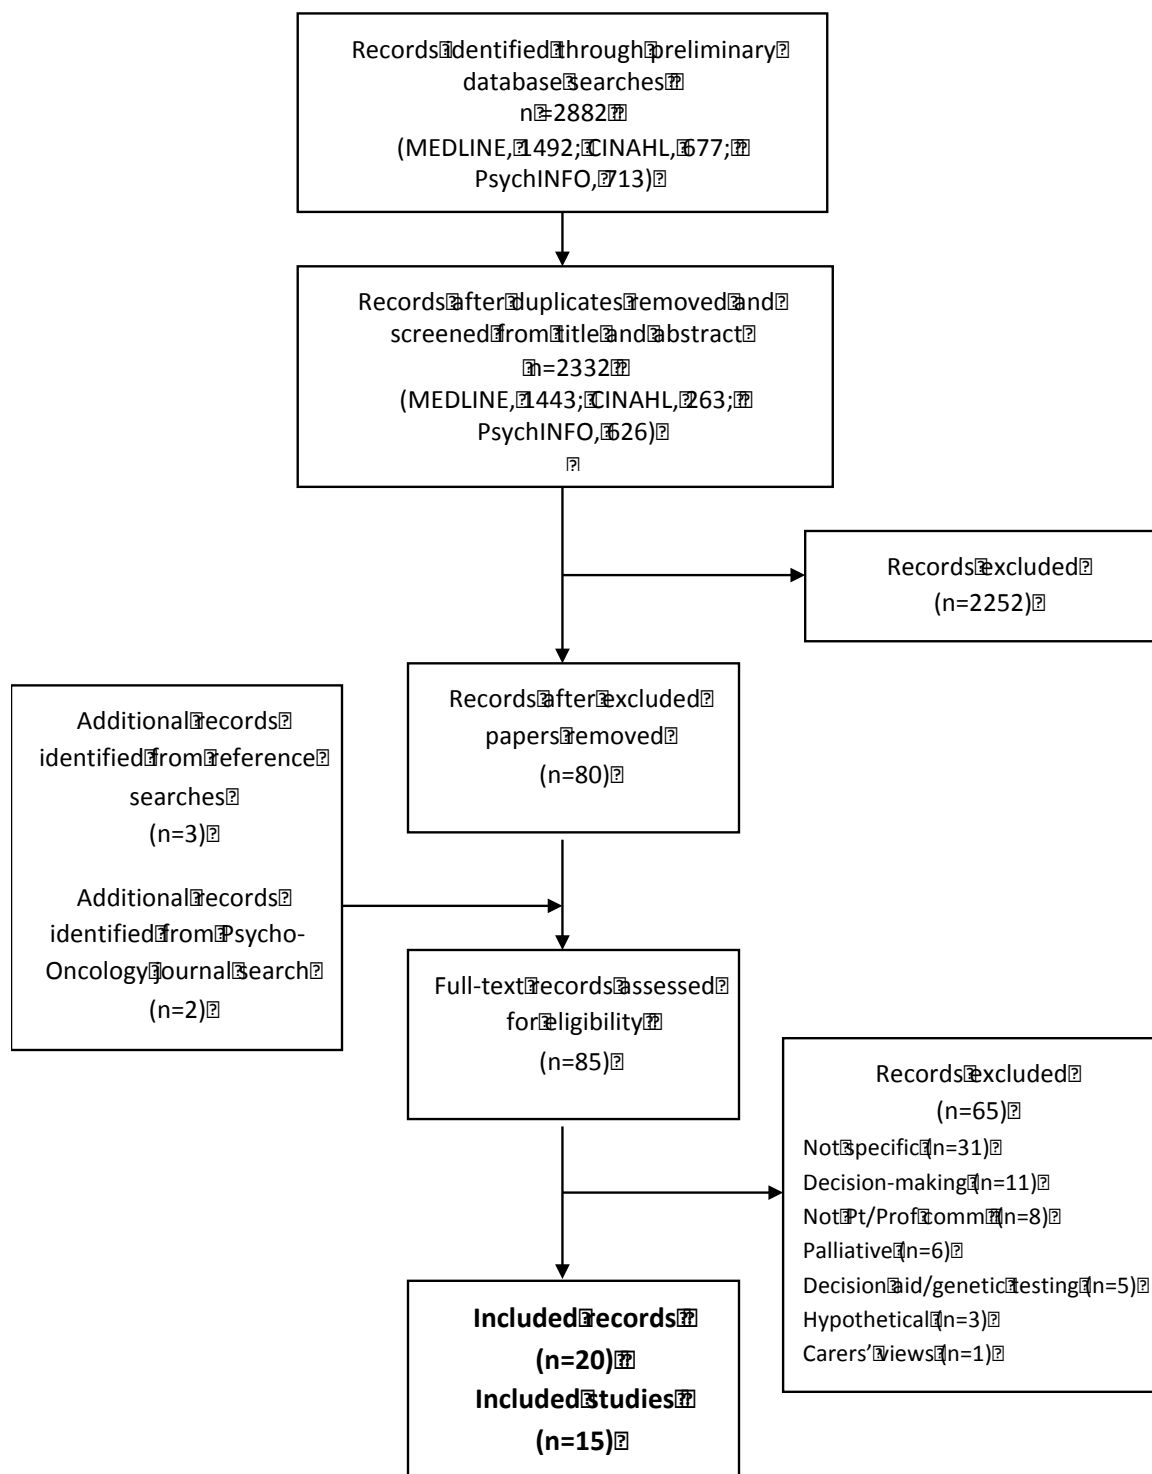 Records identified through preliminary
database searches
n =2882
(MEDLINE, 1492; CINAHL, 677;
PsychINFO, 713)
Records after duplicates removed and
screened from title and abstract
n=2332
(MEDLINE, 1443; CINAHL, 263;
PsychINFO, 626)
Records excluded
(n=2252)
Records after excluded
papers removed
(n=80)
Additional records
identified from reference
searches
(n=3)
Additional records
identified from Psycho-
Oncology journal search
(n=2)
Full-text records assessed
for eligibility
(n=85)
Records excluded
(n=65)
Not specific (n=31)
Decision-making (n=11)
Not Pt/Prof comm (n=8)
Palliative (n=6)
Decision aid/genetic testing (n=5)
Hypothetical (n=3)
Carers’ views (n=1)
Included records
(n=20)
Included studies
(n=15)